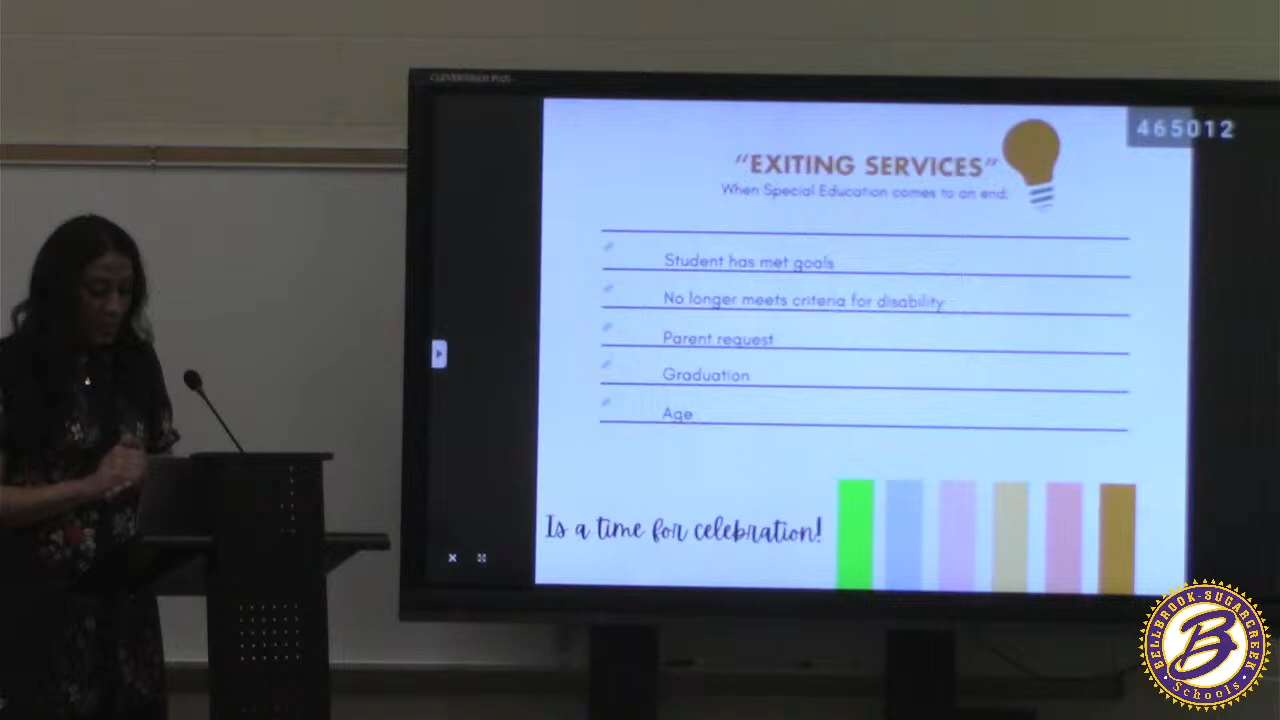 465012
"EXITING SERVICES"
When Special Education comes to an end.
Student has met goals
No longer meets criteria for disability
Parent request
Graduation
Age
Is a time for celebration!
BELLBROOK-SUGARCREEK
B
Schools